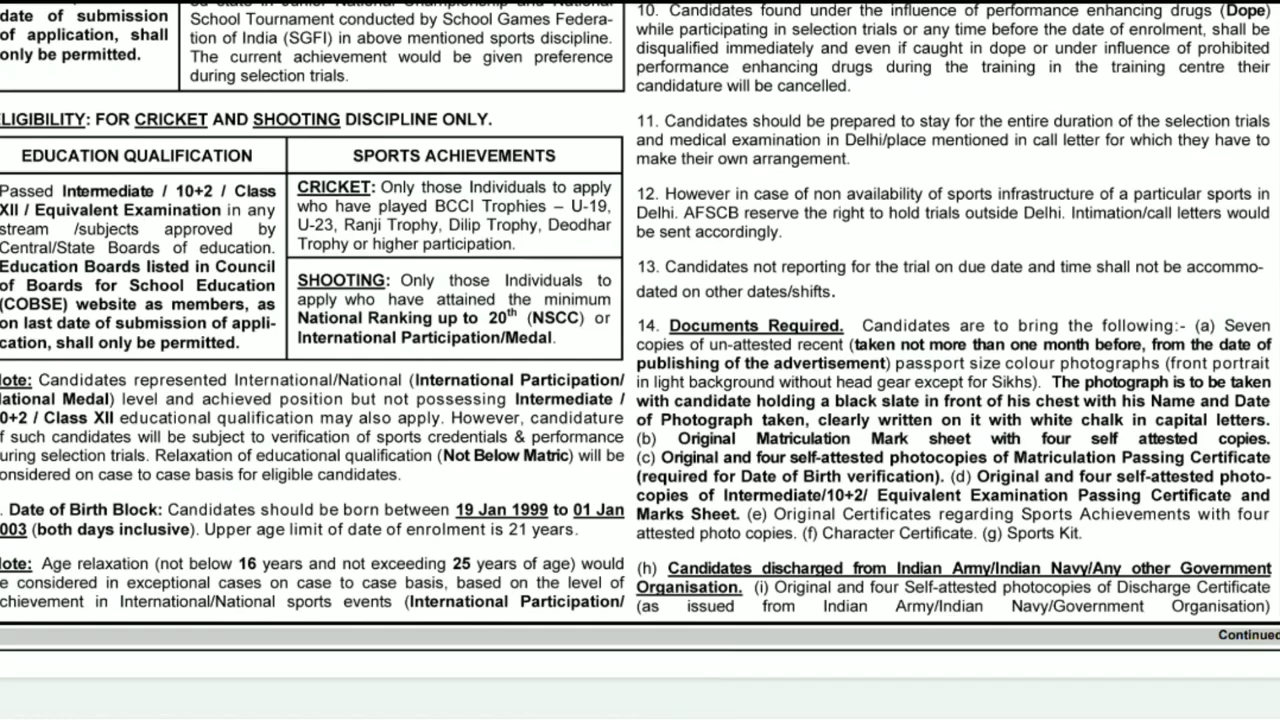 date of submission
of application, shall
only be permitted.
School Tournament conducted by School Games Federa-
tion of India (SGFI) in above mentioned sports discipline.
The current achievement would be given preference
during selection trials.
LIGIBILITY: FOR CRICKET AND SHOOTING DISCIPLINE ONLY.
EDUCATION QUALIFICATION
Passed Intermediate / 10+2 / Class
XII / Equivalent Examination in any
stream /subjects approved by
Central/State Boards of education.
Education Boards listed in Council
of Boards for School Education
(COBSE) website as members, as
on last date of submission of appli-
cation, shall only be permitted.
SPORTS ACHIEVEMENTS
CRICKET: Only those Individuals to apply
who have played BCCI Trophies – U-19,
U-23, Ranji Trophy, Dilip Trophy, Deodhar
Trophy or higher participation.
SHOOTING: Only those Individuals to
apply who have attained the minimum
National Ranking up to 20th (NSCC) or
International Participation/Medal.
ote: Candidates represented International/National (International Participation/
ational Medal) level and achieved position but not possessing Intermediate /
0+2 / Class XII educational qualification may also apply. However, candidature
f such candidates will be subject to verification of sports credentials & performance
uring selection trials. Relaxation of educational qualification (Not Below Matric) will be
onsidered on case to case basis for eligible candidates.
. Date of Birth Block: Candidates should be born between 19 Jan 1999 to 01 Jan
003 (both days inclusive). Upper age limit of date of enrolment is 21 years.
ote: Age relaxation (not below 16 years and not exceeding 25 years of age) would
e considered in exceptional cases on case to case basis, based on the level of
chievement in International/National sports events (International Participation/
10. Candidates found under the influence of performance enhancing drugs (Dope)
while participating in selection trials or any time before the date of enrolment, shall be
disqualified immediately and even if caught in dope or under influence of prohibited
performance enhancing drugs during the training in the training centre their
candidature will be cancelled.
11. Candidates should be prepared to stay for the entire duration of the selection trials
and medical examination in Delhi/place mentioned in call letter for which they have to
make their own arrangement.
12. However in case of non availability of sports infrastructure of a particular sports in
Delhi. AFSCB reserve the right to hold trials outside Delhi. Intimation/call letters would
be sent accordingly.
13. Candidates not reporting for the trial on due date and time shall not be accommo-
dated on other dates/shifts.
14. Documents Required. Candidates are to bring the following:- (a) Seven
copies of un-attested recent (taken not more than one month before, from the date of
publishing of the advertisement) passport size colour photographs (front portrait
in light background without head gear except for Sikhs). The photograph is to be taken
with candidate holding a black slate in front of his chest with his Name and Date
of Photograph taken, clearly written on it with white chalk in capital letters.
(b) Original Matriculation Mark sheet with four self attested copies.
(c) Original and four self-attested photocopies of Matriculation Passing Certificate
(required for Date of Birth verification). (d) Original and four self-attested photo-
copies of Intermediate/10+2/ Equivalent Examination Passing Certificate and
Marks Sheet. (e) Original Certificates regarding Sports Achievements with four
attested photo copies. (f) Character Certificate. (g) Sports Kit.
(h) Candidates discharged from Indian Army/Indian Navy/Any other Government
Organisation. (i) Original and four Self-attested photocopies of Discharge Certificate
(as issued from Indian Army/Indian Navy/Government Organisation)
Continued